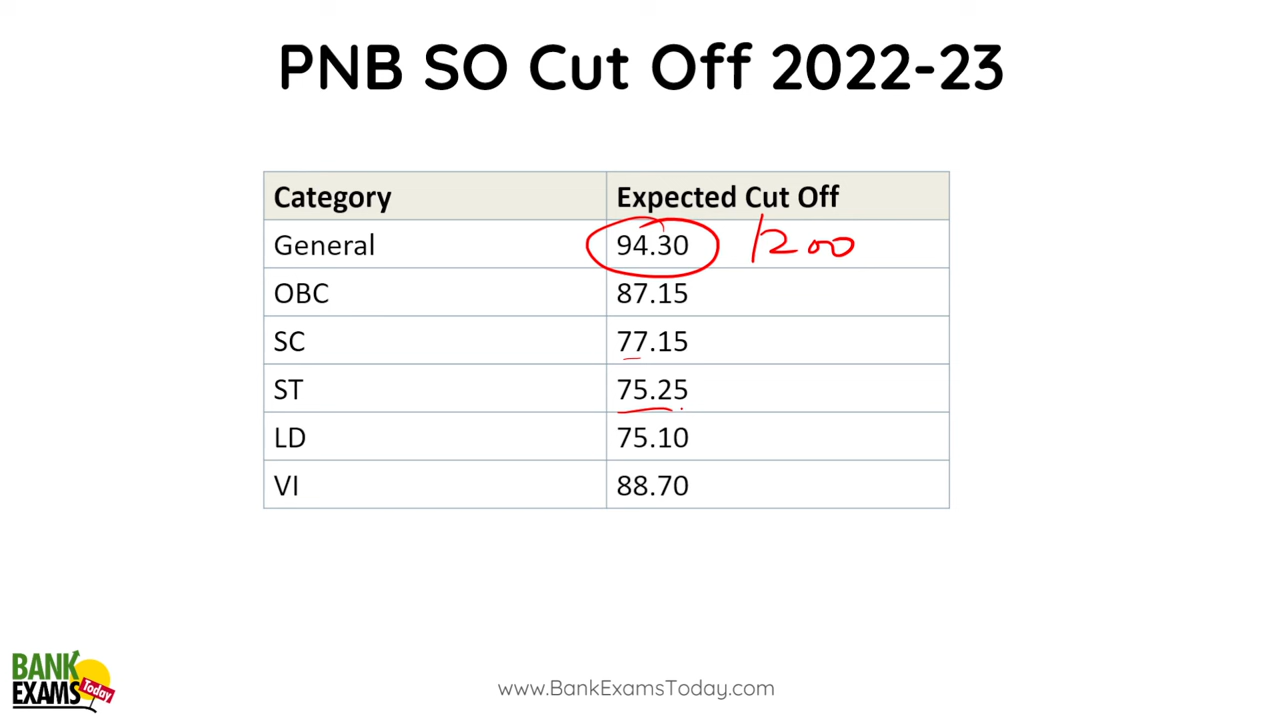 PNB SO Cut Off 2022-23
Category Expected Cut Off
General 94.30 /200
OBC 87.15
SC 77.15
ST 75.25
LD 75.10
VI 88.70
BANK
EXAMS Today
www.BankExamsToday.com